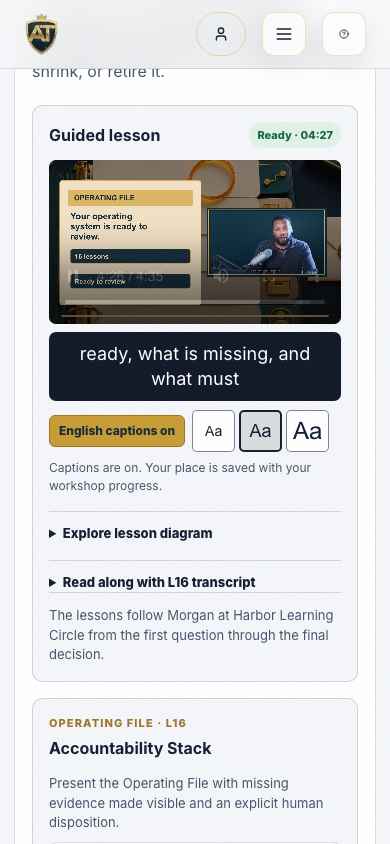 AT
shrink, or retire it.
Guided lesson
Ready · 04:27
OPERATING FILE
Your operating
system is ready to
review.
16 lessons
Ready to review
4:26 / 4:35
ready, what is missing, and
what must
English captions on
Aa
Aa
Aa
Captions are on. Your place is saved with your
workshop progress.
Explore lesson diagram
Read along with L16 transcript
The lessons follow Morgan at Harbor Learning
Circle from the first question through the final
decision.
OPERATING FILE · L16
Accountability Stack
Present the Operating File with missing
evidence made visible and an explicit human
disposition.